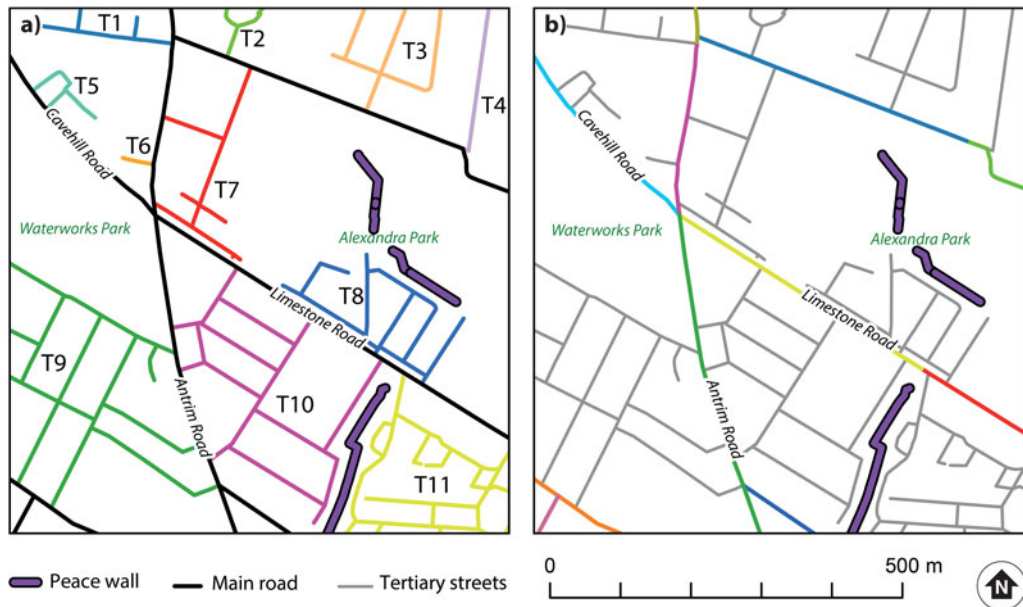 a)
T1
T2
T3
T4
T5
T6
T7
Cavehill Road
Waterworks Park
Alexandra Park
T8
Limestone Road
T9
T10
Antrim Road
T11
b)
Cavehill Road
Waterworks Park
Alexandra Park
Limestone Road
Antrim Road
Peace wall
Main road
Tertiary streets
0
500 m
N